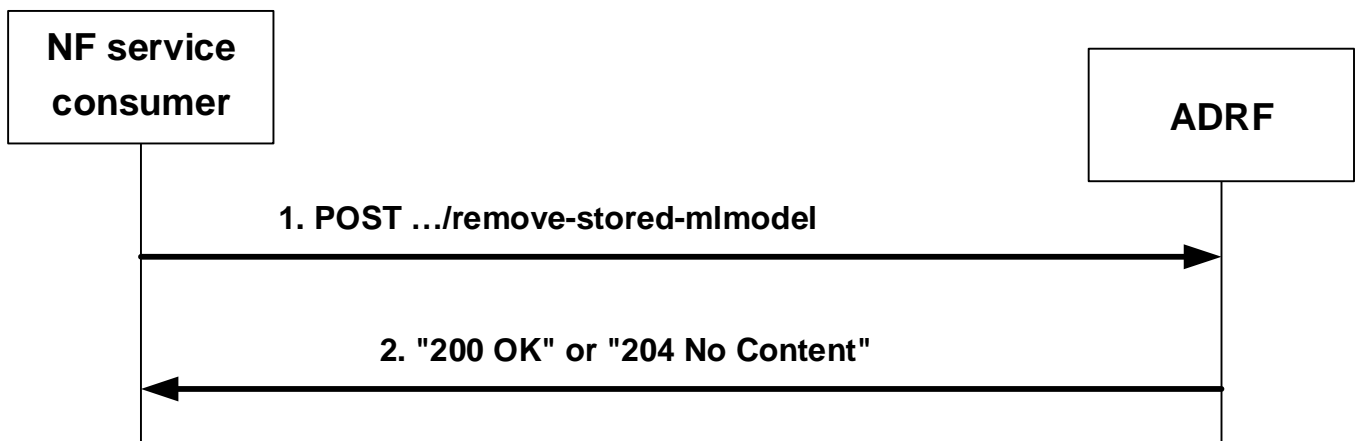 NF service
consumer
ADRF
1. POST …/remove-stored-mlmodel
2. "200 OK" or "204 No Content"